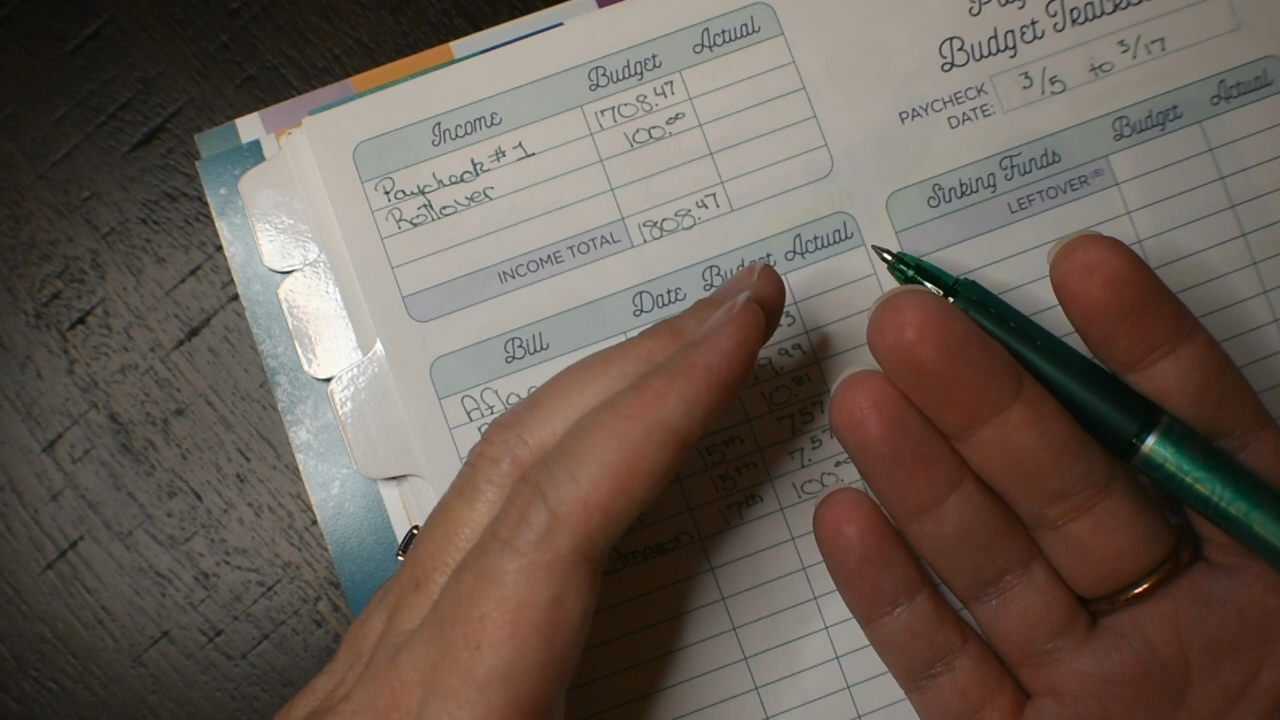 Income Budget Actual
Paycheck #1 1708.47
Rollover 100.00
INCOME TOTAL 1808.47
Bill Date Budget Actual
9.99
10.81
15th 7.57
15th 7.57
17th 100.00
Amazon
Budget Tracker
PAYCHECK DATE: 3/5 to 3/17
Sinking Funds Budget Actual
LEFTOVER